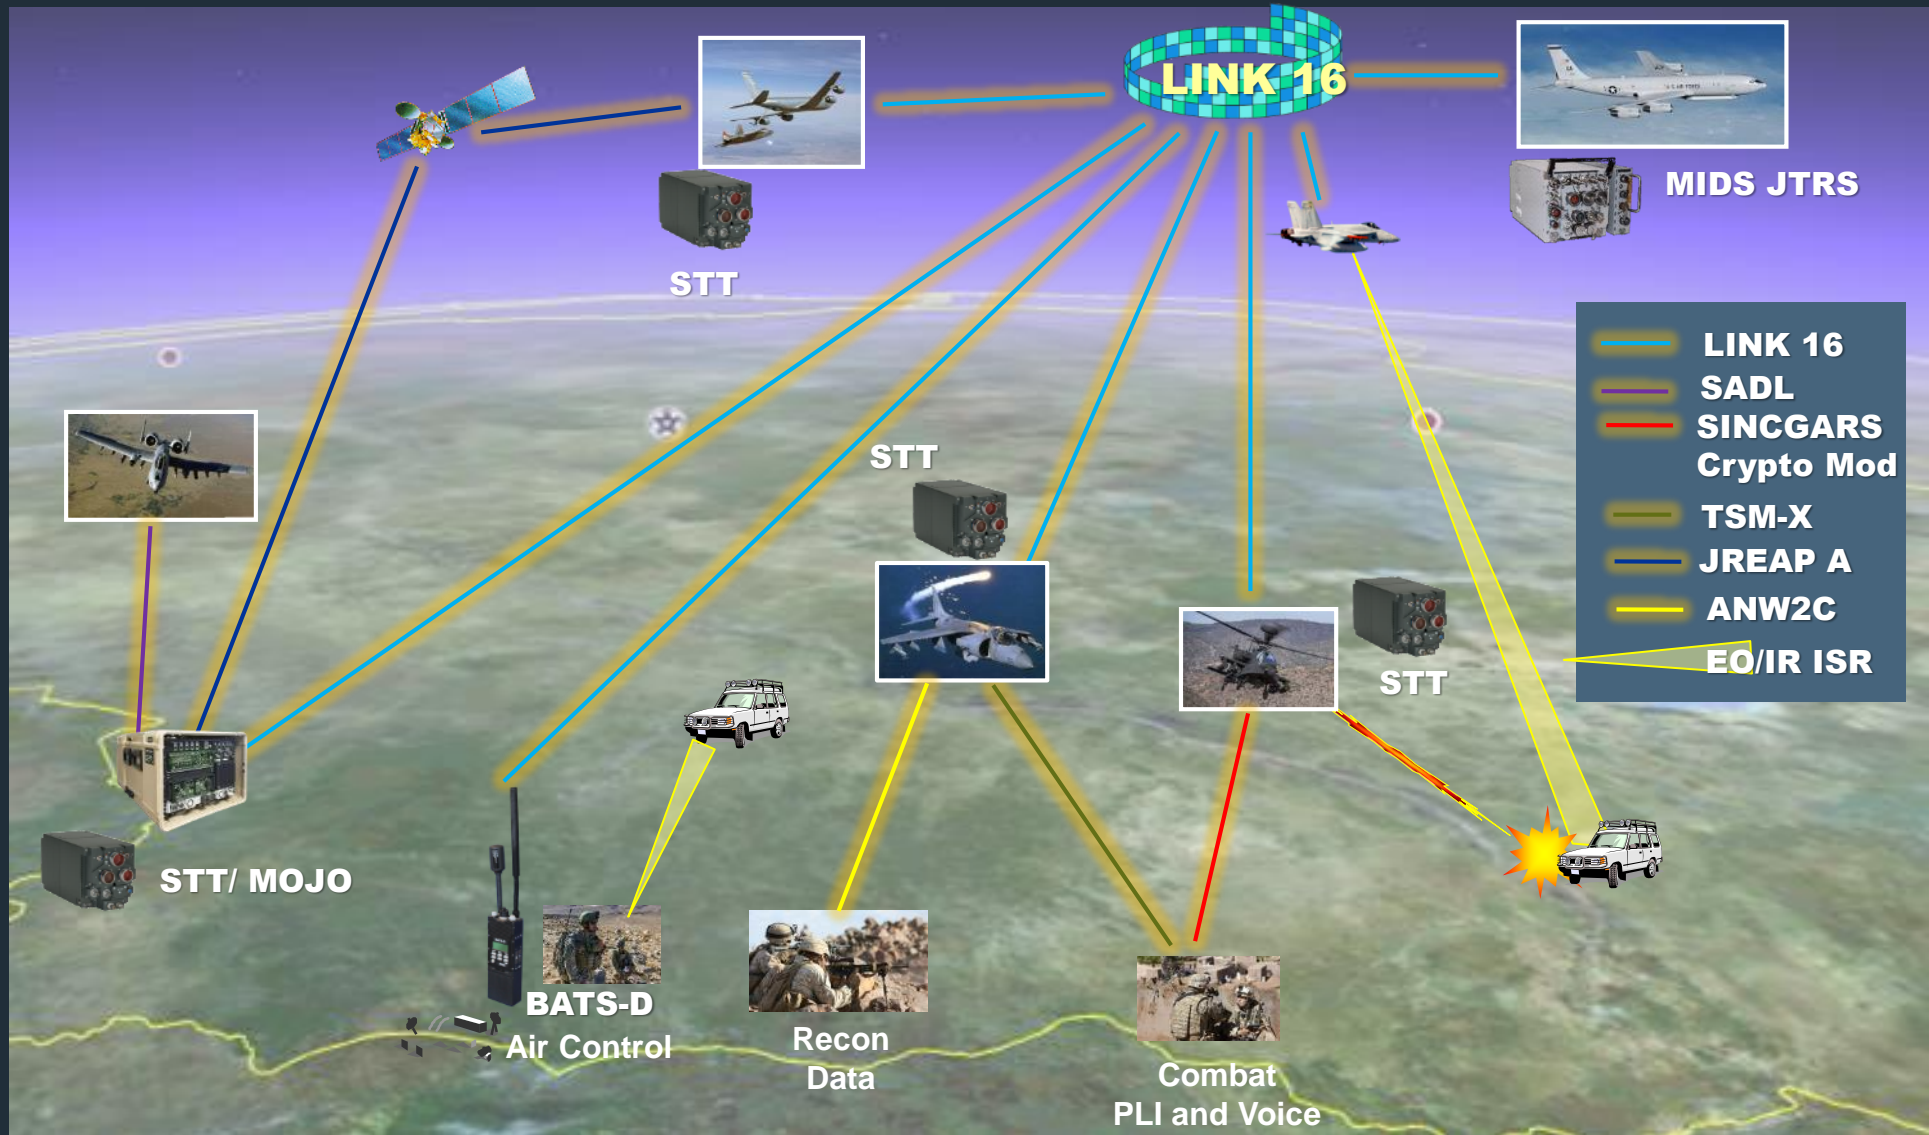 LINK 16
MIDS JTRS
STT
LINK 16
SADL
SINCGARS
Crypto Mod
TSM-X
JREAP A
ANW2C
EO/IR ISR
STT
STT
STT/ MOJO
BATS-D
Air Control
Recon
Data
Combat
PLI and Voice